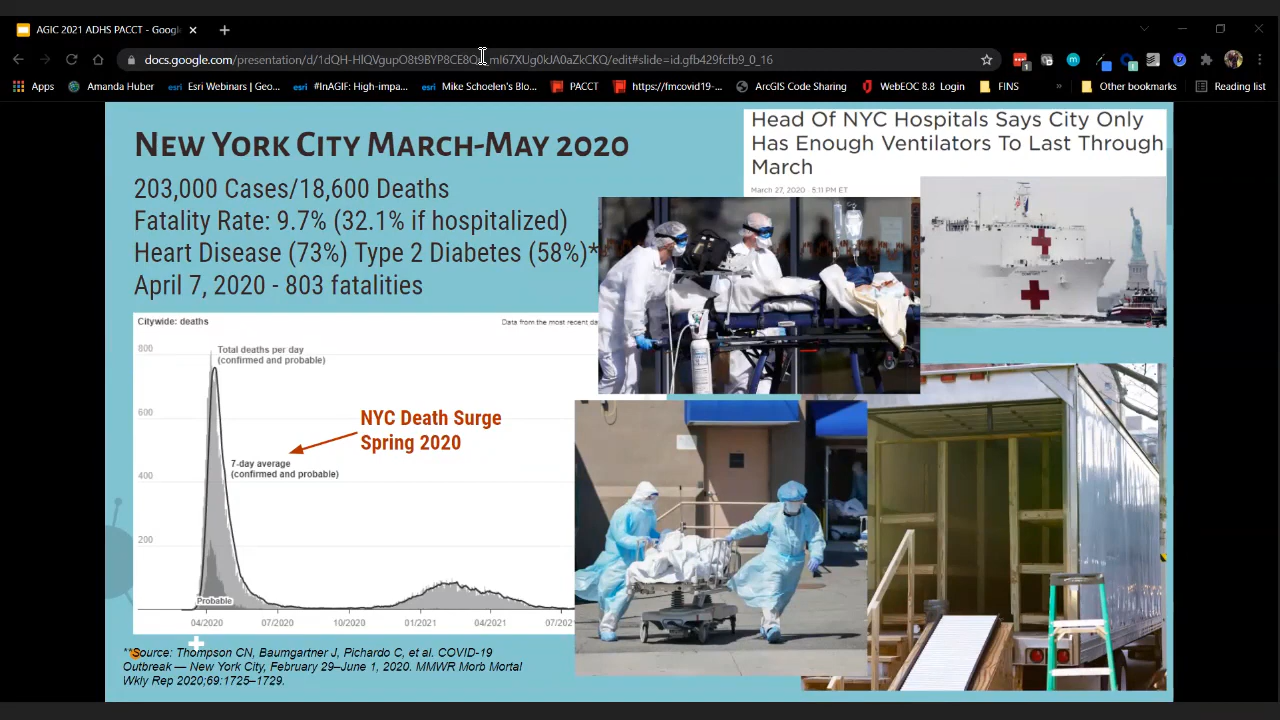 AGIC 2021 ADHS PACCT - Googl
docs.google.com/presentation/d/1dQH-HlQVgupO8t9BYP8CE8Q mI67XUg0kJA0aZkCKQ/edit#slide=id.gfb429fcfb9_0_16
Apps Amanda Huber Esri Webinars | Geo... #InAGIF: High-impa... Mike Schoelen's Blo... PACCT https://fmcovid19-... ArcGIS Code Sharing WebEOC 8.8 Login FINS » Other bookmarks Reading list
New York City March-May 2020
203,000 Cases/18,600 Deaths
Fatality Rate: 9.7% (32.1% if hospitalized)
Heart Disease (73%) Type 2 Diabetes (58%)*
April 7, 2020 - 803 fatalities
Head Of NYC Hospitals Says City Only
Has Enough Ventilators To Last Through
March
March 27, 2020 · 5:11 PM ET
Citywide: deaths
Data from the most recent da
800
Total deaths per day
(confirmed and probable)
600
NYC Death Surge
Spring 2020
7-day average
(confirmed and probable)
400
200
Probable
04/2020 07/2020 10/2020 01/2021 04/2021 07/2
**Source: Thompson CN, Baumgartner J, Pichardo C, et al. COVID-19
Outbreak — New York City, February 29–June 1, 2020. MMWR Morb Mortal
Wkly Rep 2020;69:1725–1729.